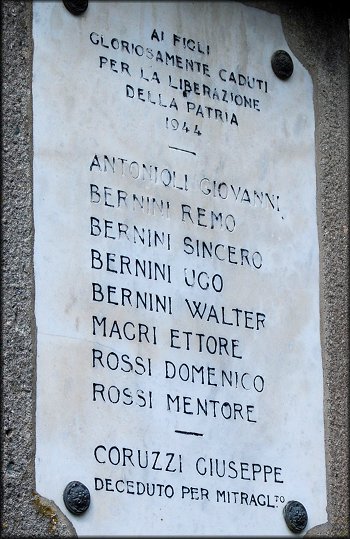 AI FIGLI
GLORIOSAMENTE CADUTI
PER LA LIBERAZIONE
DELLA PATRIA
1944
ANTONIOLI GIOVANNI
BERNINI REMO
BERNINI SINCERO
BERNINI UGO
BERNINI WALTER
MACRI ETTORE
ROSSI DOMENICO
ROSSI MENTORE
CORUZZI GIUSEPPE
DECEDUTO PER MITRAGL.TO